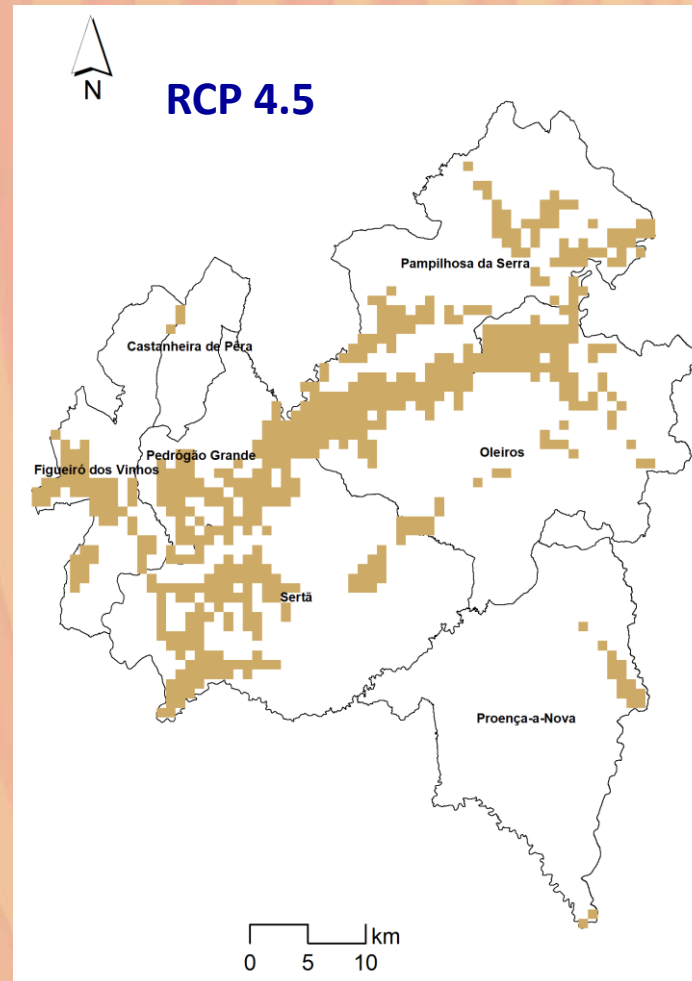 N
RCP 4.5
Pampilhosa da Serra
Castanheira de Pêra
Pedrogão Grande
Oleiros
Figueiró dos Vinhos
Sertã
Proença-a-Nova
km
0 5 10